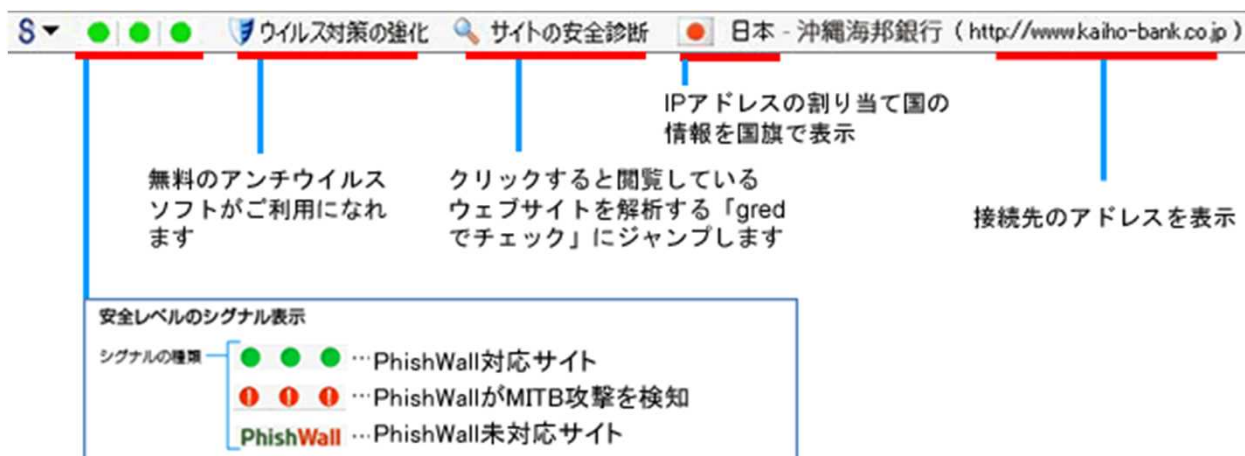 S ウイルス対策の強化 サイトの安全診断 日本 - 沖縄海邦銀行 ( http://www.kaiho-bank.co.jp )
IPアドレスの割り当て国の
情報を国旗で表示
無料のアンチウイルス
ソフトがご利用になれ
ます
クリックすると閲覧している
ウェブサイトを解析する「gred
でチェック」にジャンプします
接続先のアドレスを表示
安全レベルのシグナル表示
シグナルの種類
…PhishWall対応サイト
…PhishWallがMITB攻撃を検知
PhishWall …PhishWall未対応サイト